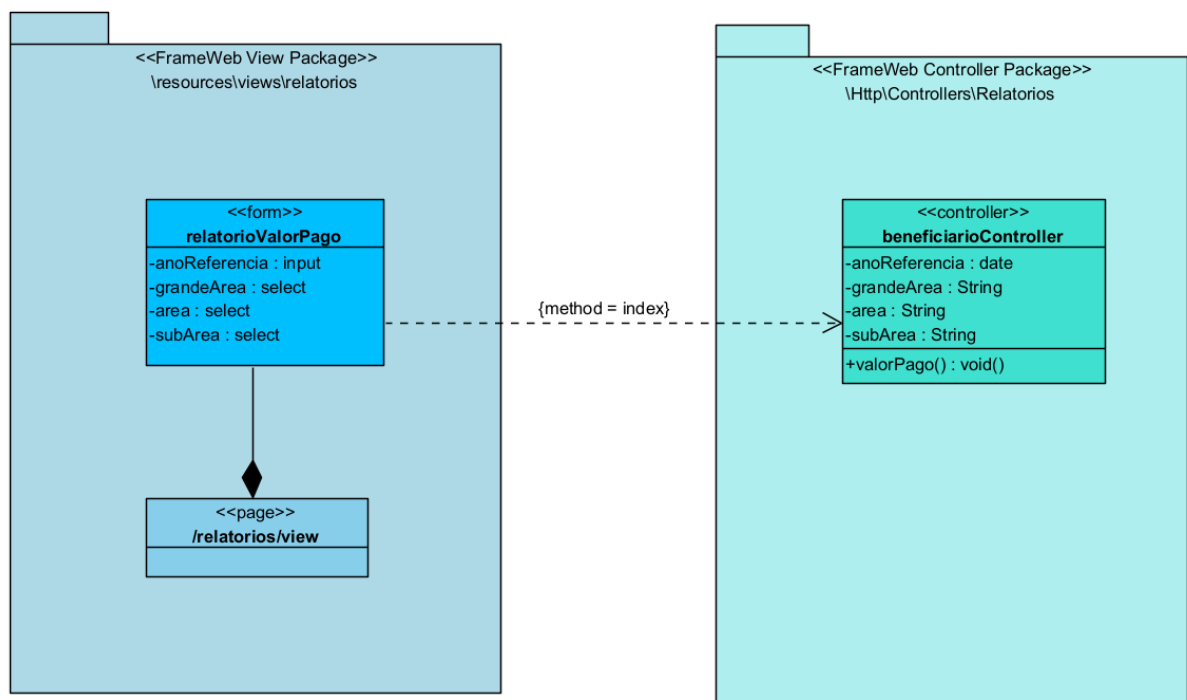 <<FrameWeb View Package>>
\resources\views\relatorios
<<form>>
relatorioValorPago
-anoReferencia : input
-grandeArea : select
-area : select
-subArea : select
<<page>>
/relatorios/view
{method = index}
<<FrameWeb Controller Package>>
\Http\Controllers\Relatorios
<<controller>>
beneficiarioController
-anoReferencia : date
-grandeArea : String
-area : String
-subArea : String
+valorPago() : void()